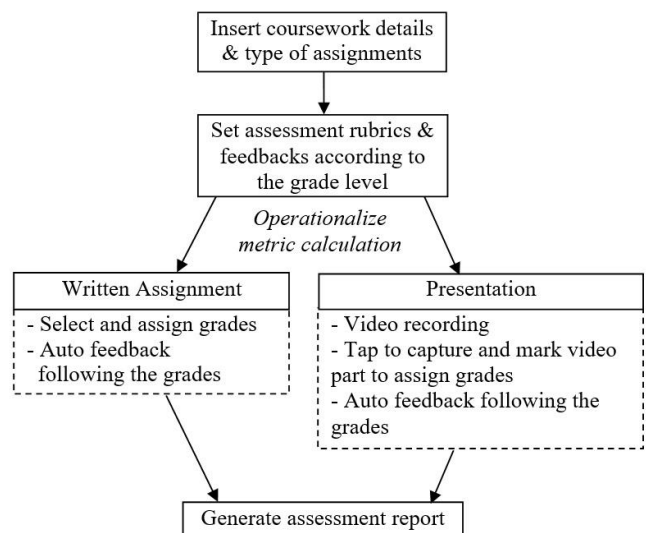 Insert coursework details
& type of assignments
Set assessment rubrics &
feedbacks according to
the grade level
Operationalize
metric calculation
Written Assignment
- Select and assign grades
- Auto feedback
following the grades
Presentation
- Video recording
- Tap to capture and mark video
part to assign grades
- Auto feedback following the
grades
Generate assessment report